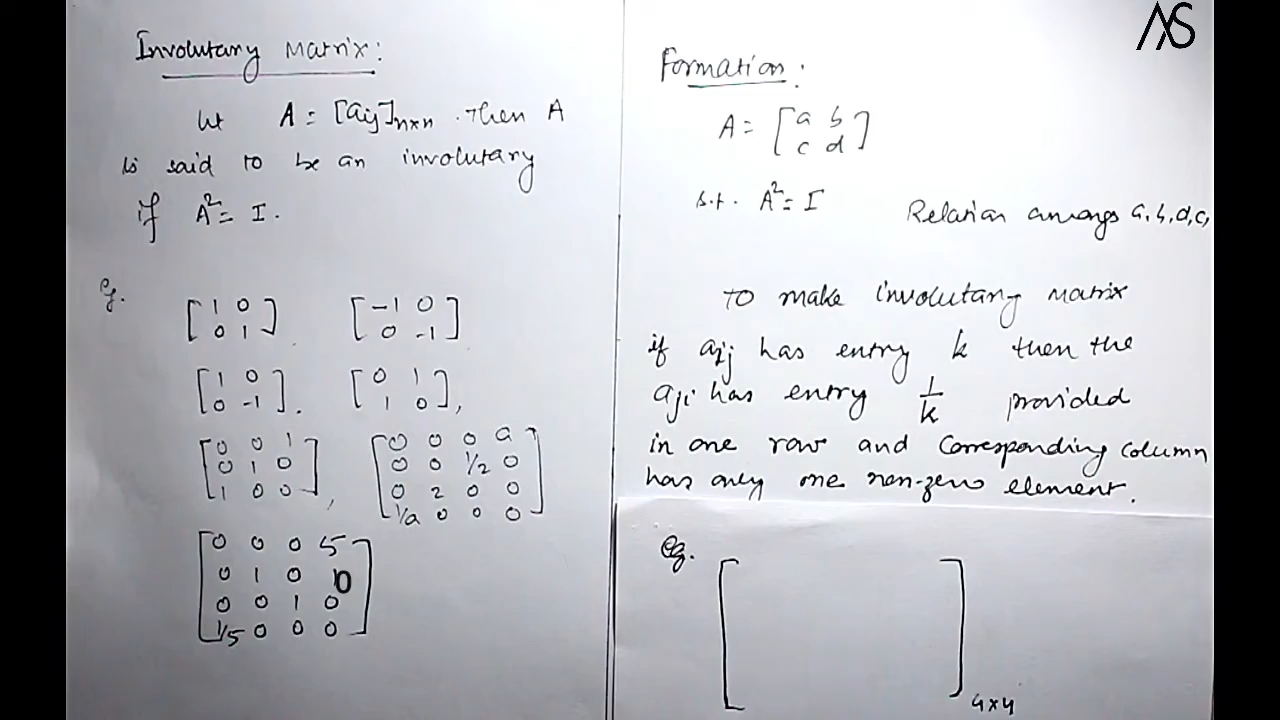 Involutary Matrix:
let A = [aij]n×n . Then A
is said to be an involutary
if A² = I.
eg.
[1 0
0 1]
[-1 0
0 -1]
[1 0
0 -1].
[0 1
1 0],
[0 0 1
0 1 0
1 0 0],
[0 0 0 a
0 0 1/2 0
0 2 0 0
1/a 0 0 0]
[0 0 0 5
0 1 0 0
0 0 1 0
1/5 0 0 0]
NS
Formation:
A = [a b
c d]
s.t. A² = I
Relation amongs a, b, d, c,
To make involutary matrix
if aij has entry k then the
aji has entry 1/k provided
in one row and corresponding column
has only one non-zero element.
eg.
[ ]4×4